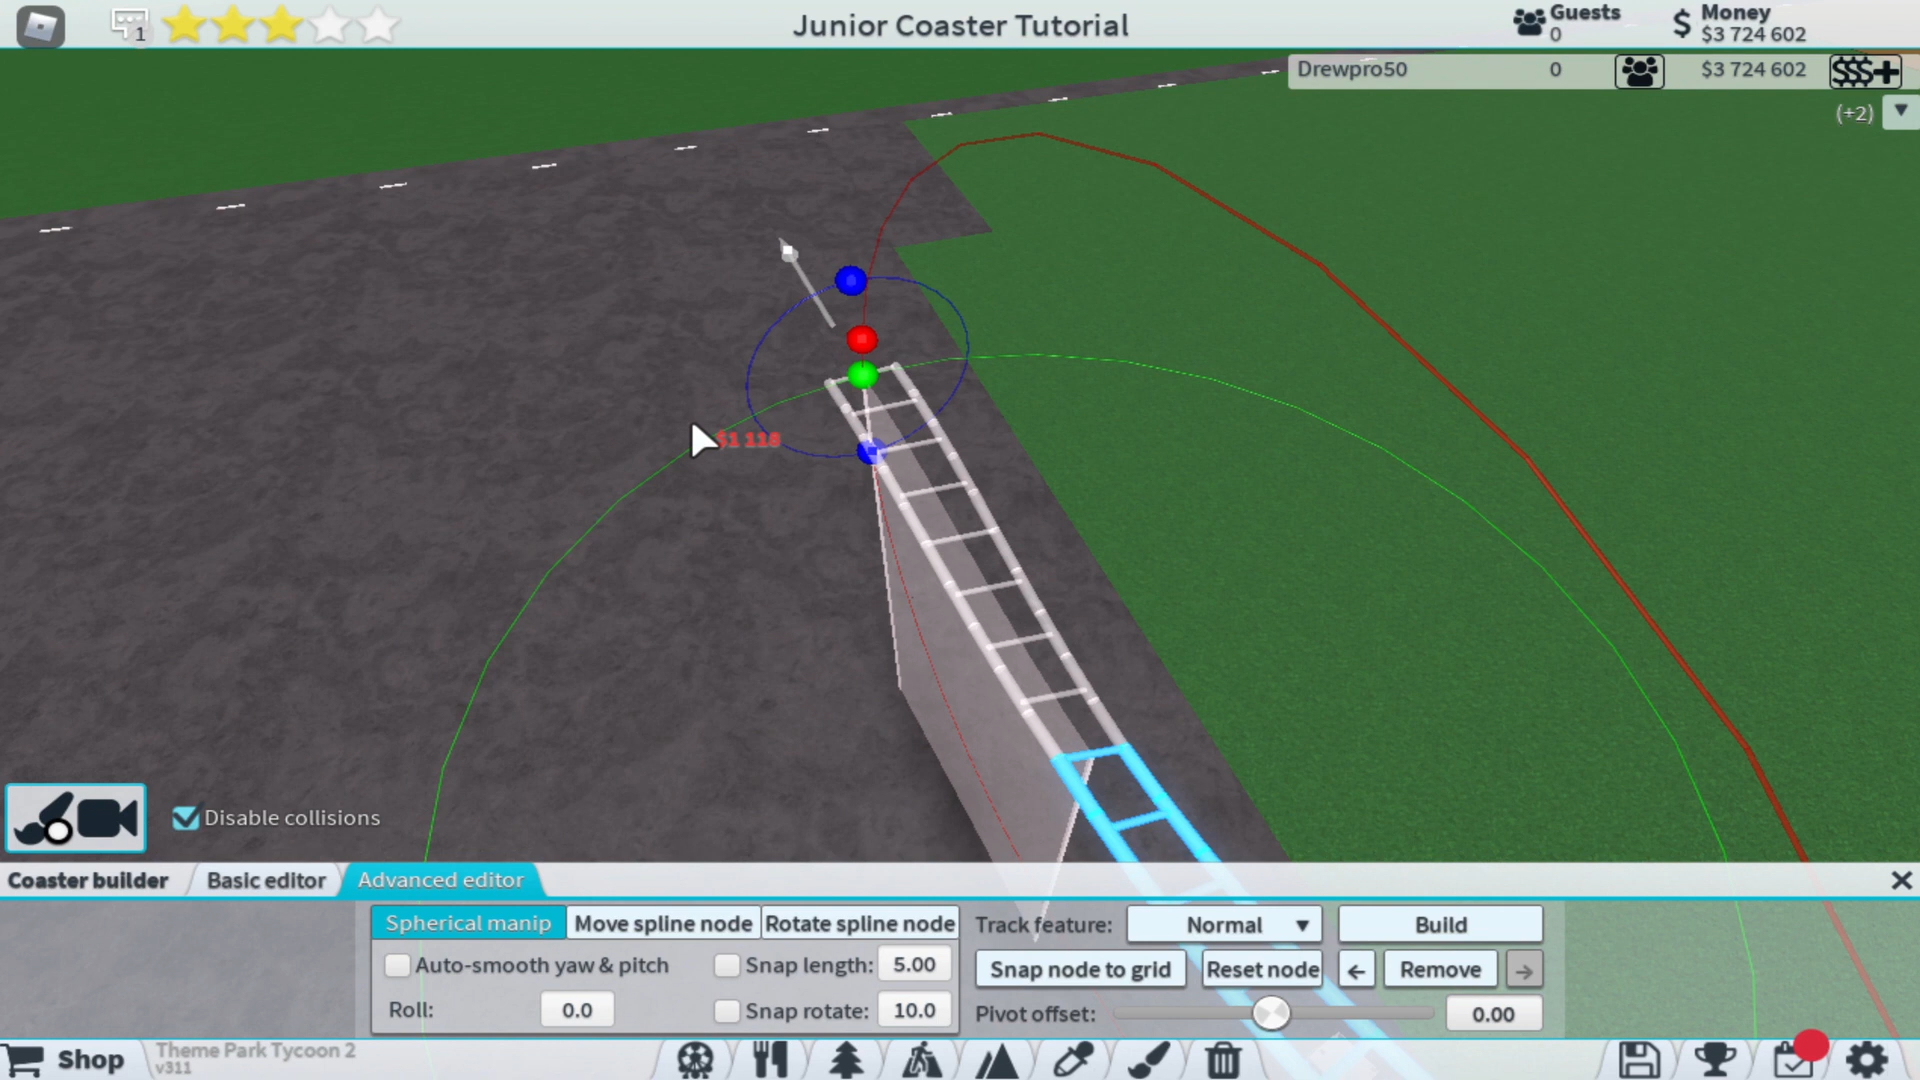 1
Junior Coaster Tutorial
Guests
0
$ Money
$3 724 602
Drewpro50 0 $3 724 602 $$$+
(+2)
$1 118
Disable collisions
Coaster builder Basic editor Advanced editor
Spherical manip Move spline node Rotate spline node Track feature: Normal Build
Auto-smooth yaw & pitch Snap length: 5.00 Snap node to grid Reset node Remove
Roll: 0.0 Snap rotate: 10.0 Pivot offset: 0.00
Shop
Theme Park Tycoon 2
v311